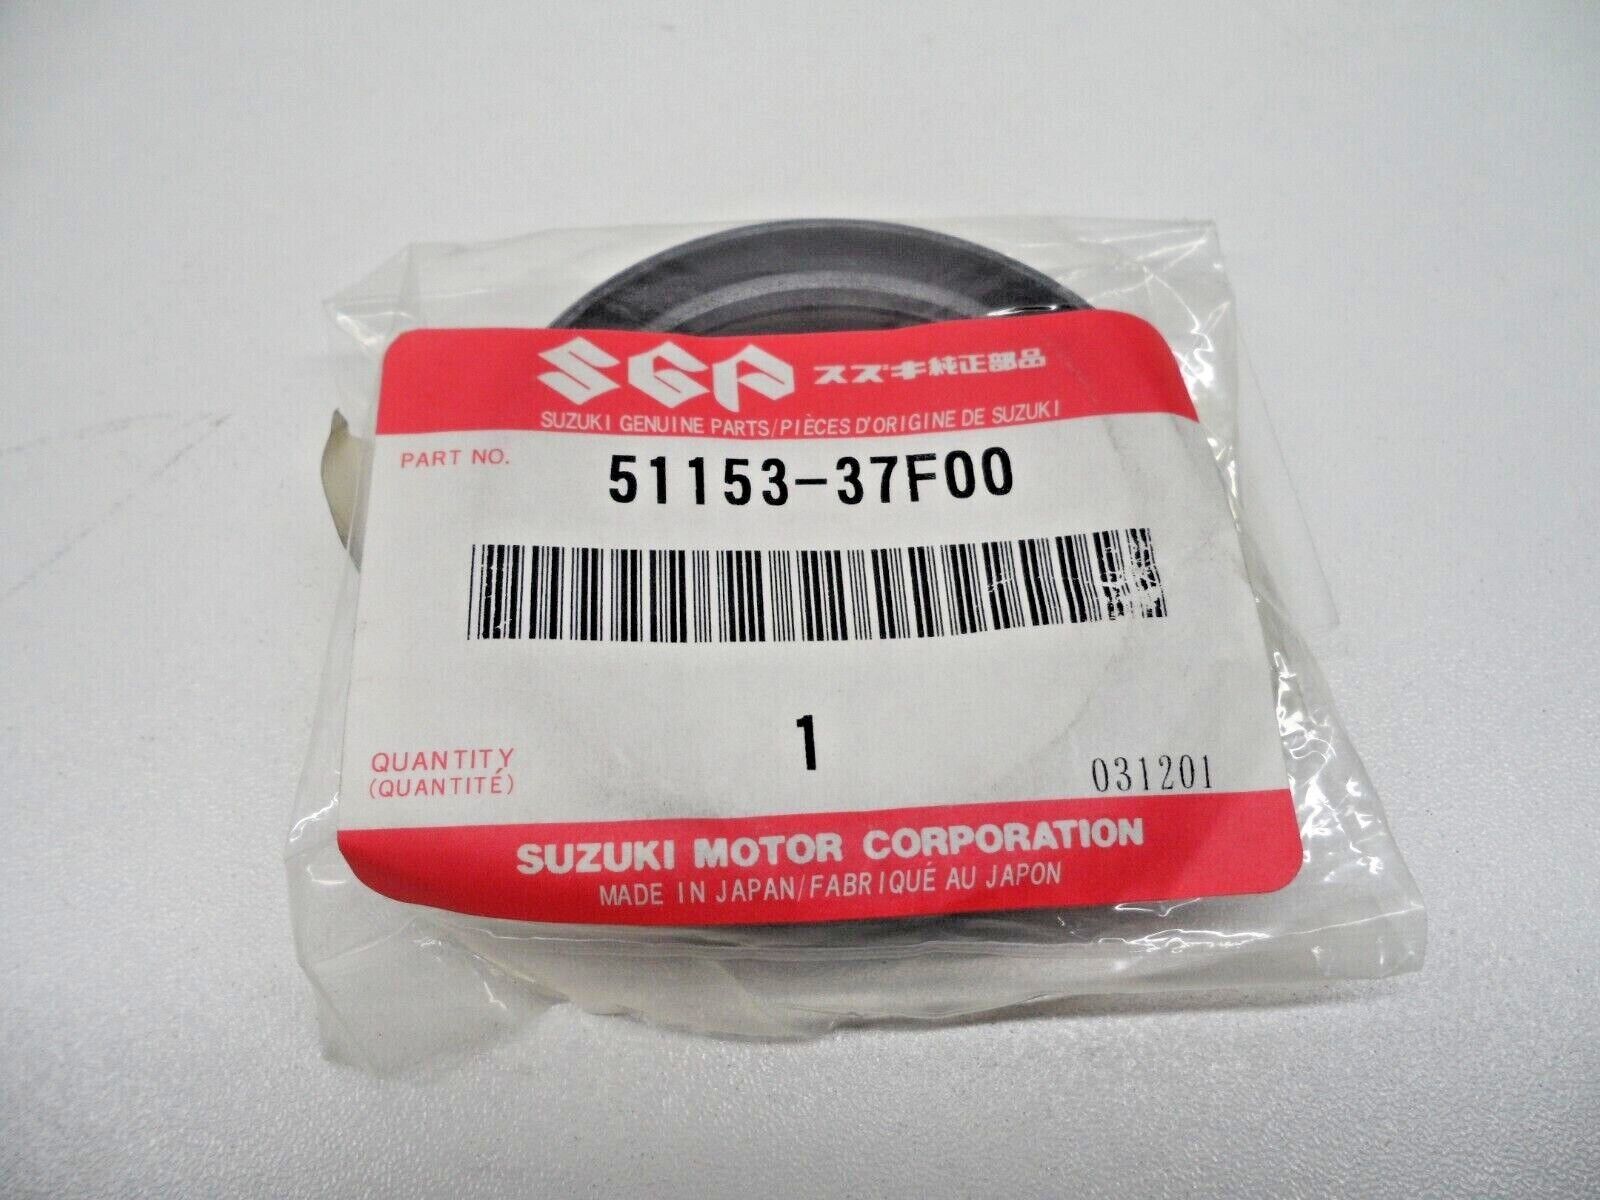 SGP スズキ純正部品
SUZUKI GENUINE PARTS/PIÈCES D'ORIGINE DE SUZUKI
PART NO. 51153-37F00
1
QUANTITY
(QUANTITÉ)
031201
SUZUKI MOTOR CORPORATION
MADE IN JAPAN/FABRIQUÉ AU JAPON